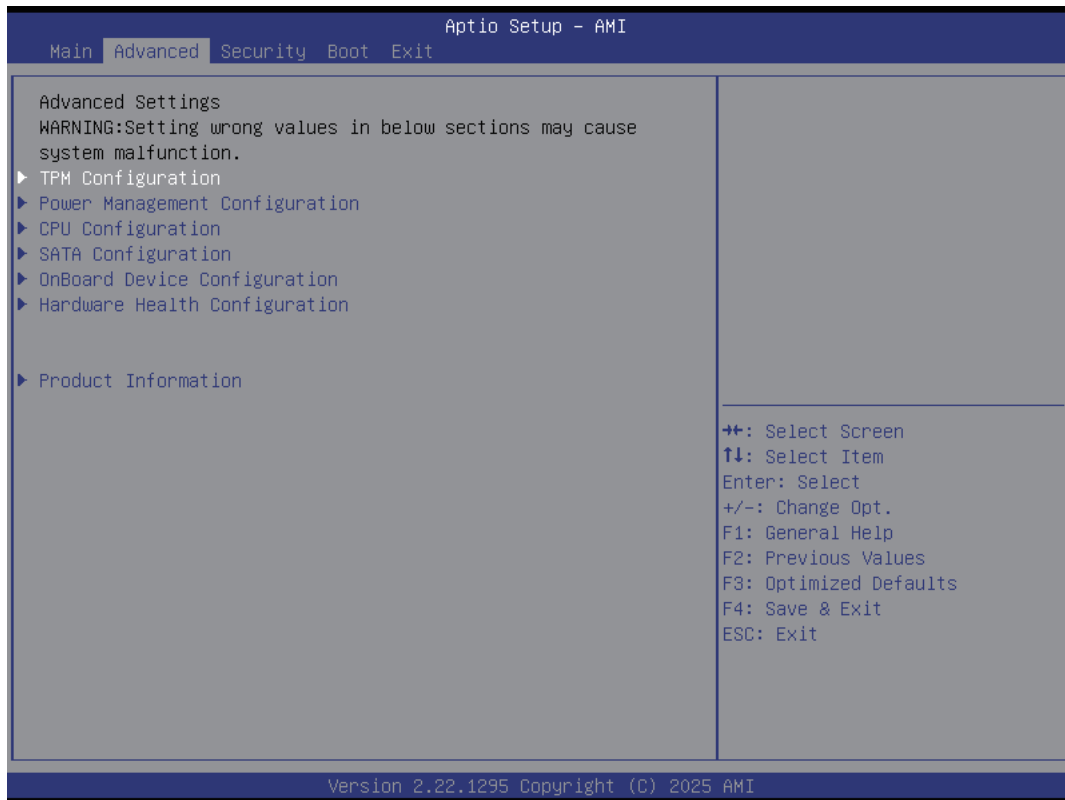 Aptio Setup – AMI
Main Advanced Security Boot Exit
Advanced Settings
WARNING:Setting wrong values in below sections may cause
system malfunction.
TPM Configuration
Power Management Configuration
CPU Configuration
SATA Configuration
OnBoard Device Configuration
Hardware Health Configuration
Product Information
→←: Select Screen
↑↓: Select Item
Enter: Select
+/-: Change Opt.
F1: General Help
F2: Previous Values
F3: Optimized Defaults
F4: Save & Exit
ESC: Exit
Version 2.22.1295 Copyright (C) 2025 AMI